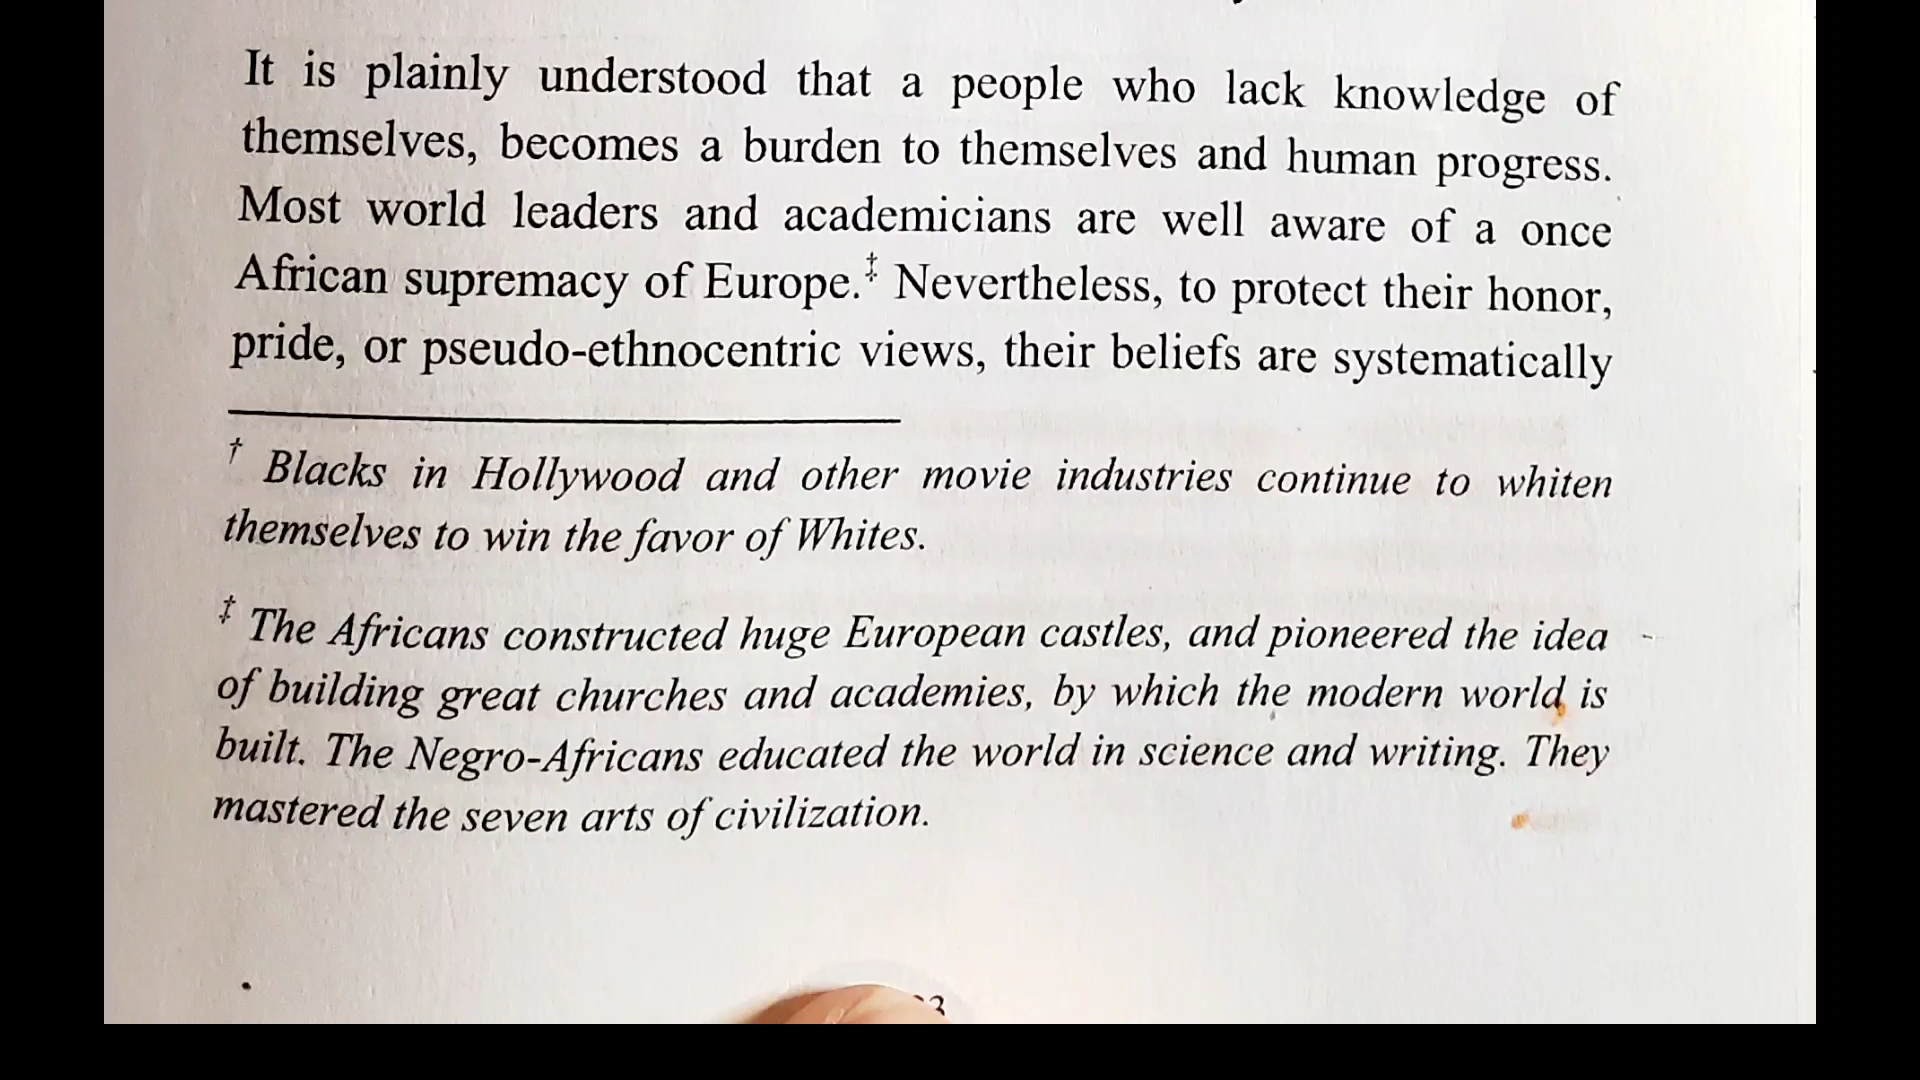 It is plainly understood that a people who lack knowledge of
themselves, becomes a burden to themselves and human progress.
Most world leaders and academicians are well aware of a once
African supremacy of Europe.‡ Nevertheless, to protect their honor,
pride, or pseudo-ethnocentric views, their beliefs are systematically
† Blacks in Hollywood and other movie industries continue to whiten
themselves to win the favor of Whites.
‡ The Africans constructed huge European castles, and pioneered the idea
of building great churches and academies, by which the modern world is
built. The Negro-Africans educated the world in science and writing. They
mastered the seven arts of civilization.